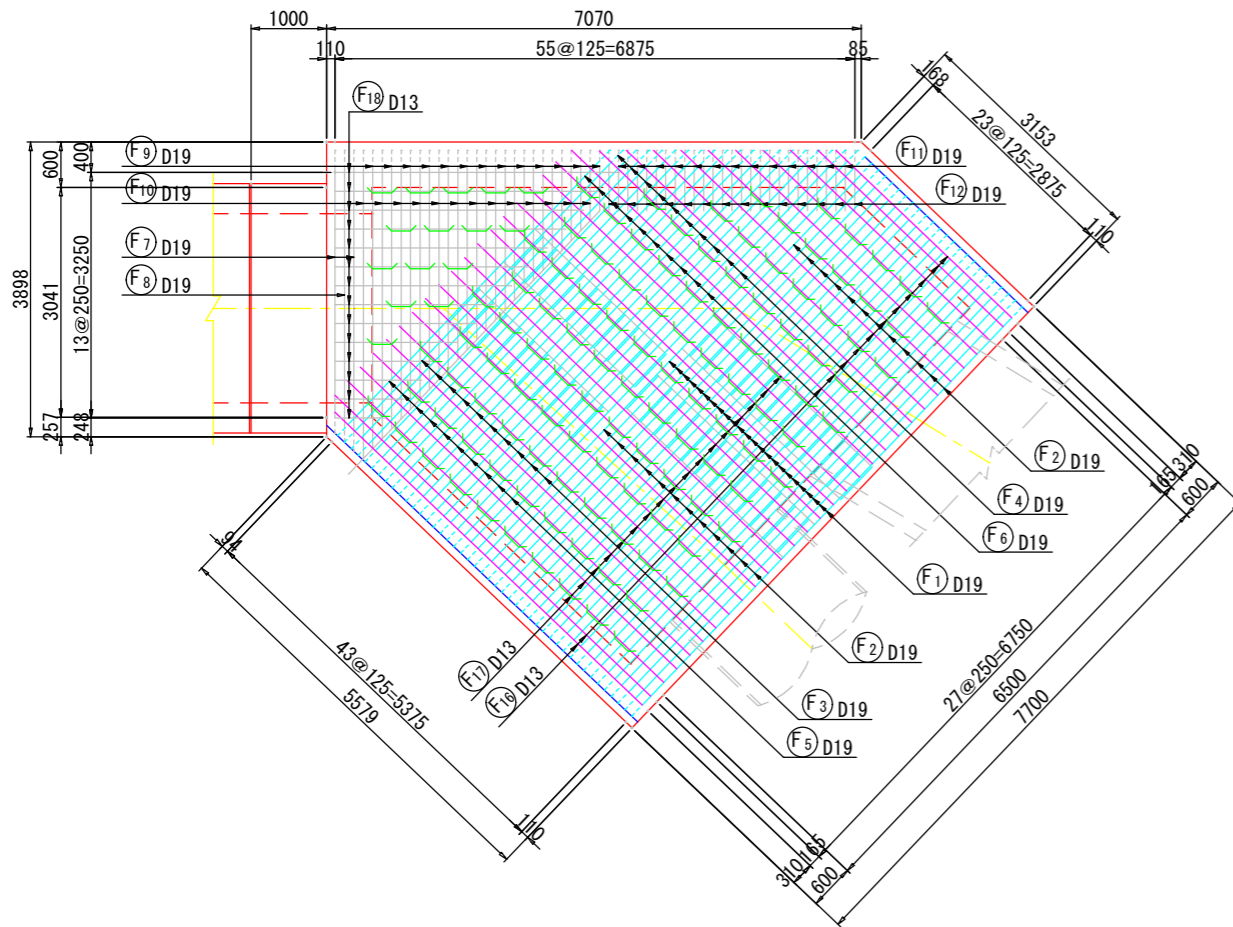 1000
7070
110
55@125=6875
85
168
3153
23@125=2875
110
F18 D13
F9 D19
F11 D19
F10 D19
F12 D19
F7 D19
F8 D19
600
400
3898
3041
13@250=3250
257
248
F2 D19
F4 D19
F6 D19
F1 D19
F2 D19
F3 D19
F5 D19
F17 D13
F16 D13
165
310
600
27@250=6750
6500
7700
94
43@125=5375
5579
110
310
165
600